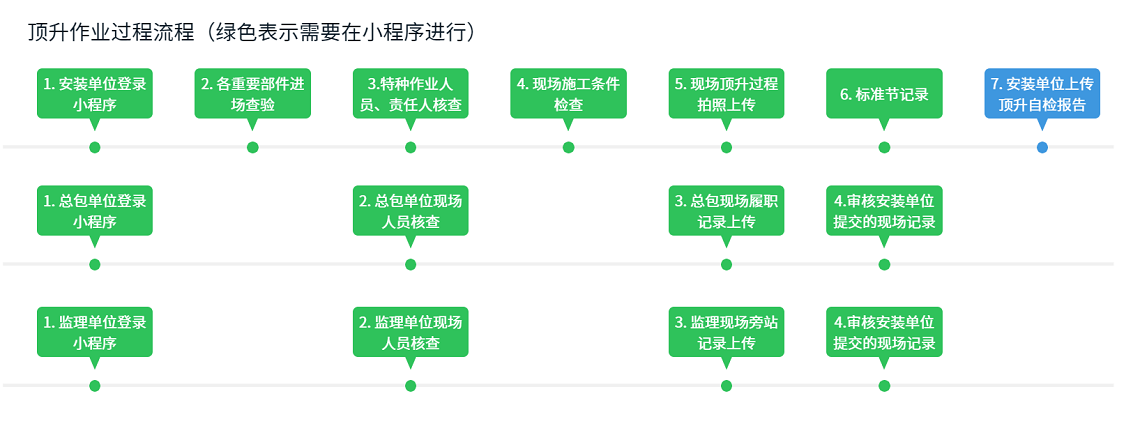 顶升作业过程流程（绿色表示需要在小程序进行）
1. 安装单位登录
小程序
2. 各重要部件进
场查验
3.特种作业人
员、责任人核查
4. 现场施工条件
检查
5. 现场顶升过程
拍照上传
6. 标准节记录
7. 安装单位上传
顶升自检报告
1. 总包单位登录
小程序
2. 总包单位现场
人员核查
3. 总包现场履职
记录上传
4.审核安装单位
提交的现场记录
1. 监理单位登录
小程序
2. 监理单位现场
人员核查
3. 监理现场旁站
记录上传
4.审核安装单位
提交的现场记录